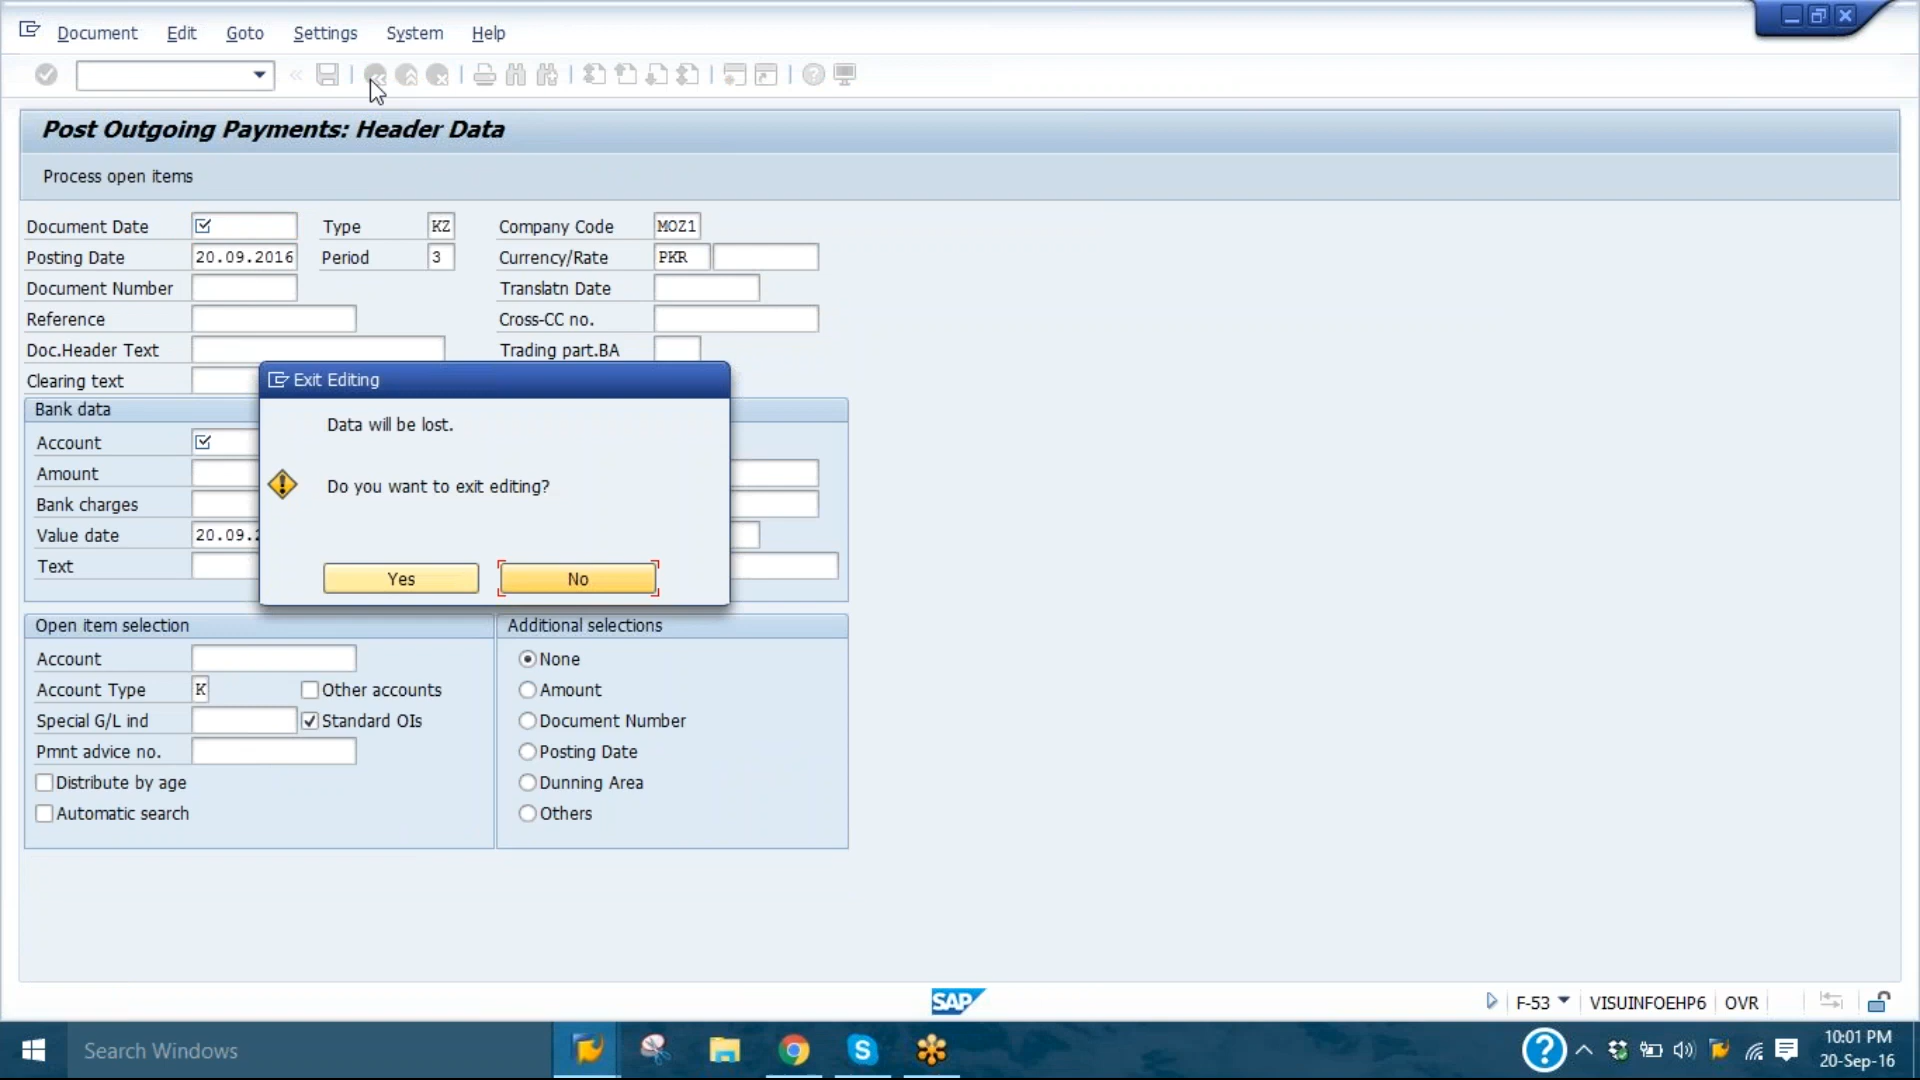 Document Edit Goto Settings System Help
Post Outgoing Payments: Header Data
Process open items
Document Date Type KZ Company Code MOZ1
Posting Date 20.09.2016 Period 3 Currency/Rate PKR
Document Number Translatn Date
Reference Cross-CC no.
Doc.Header Text Trading part.BA
Clearing text
Exit Editing
Data will be lost.
Do you want to exit editing?
Yes No
Bank data
Account
Amount
Bank charges
Value date 20.09.2
Text
Open item selection Additional selections
Account None
Account Type K Other accounts Amount
Special G/L ind Standard OIs Document Number
Pmnt advice no. Posting Date
Distribute by age Dunning Area
Automatic search Others
SAP F-53 VISUINFOEHP6 OVR
Search Windows
10:01 PM
20-Sep-16